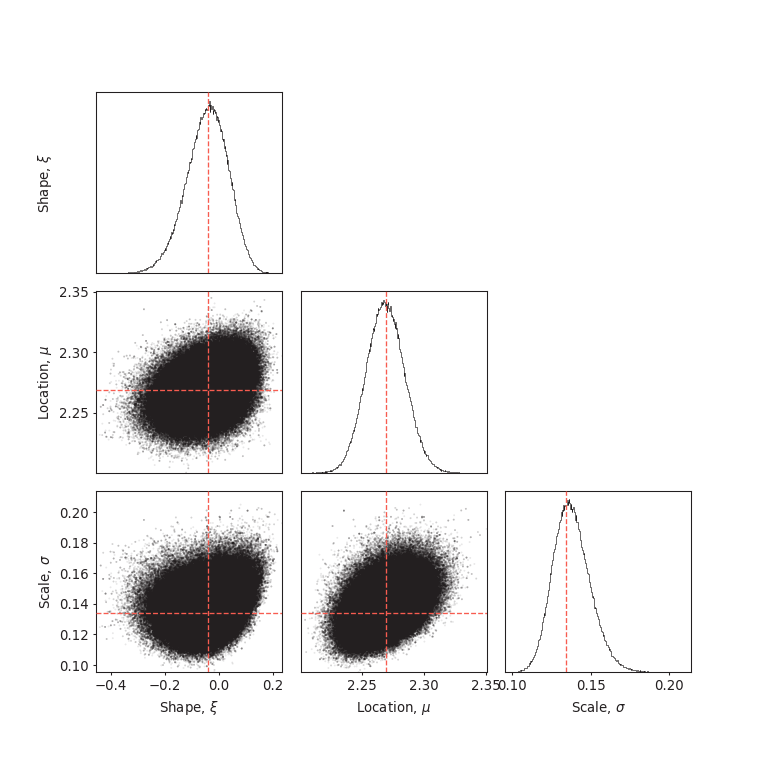 Shape, ξ
2.35
2.30
2.25
Location, μ
0.20
0.18
0.16
0.14
0.12
0.10
Scale, σ
−0.4 −0.2 0.0 0.2
2.25 2.30 2.35
0.10 0.15 0.20
Shape, ξ
Location, μ
Scale, σ